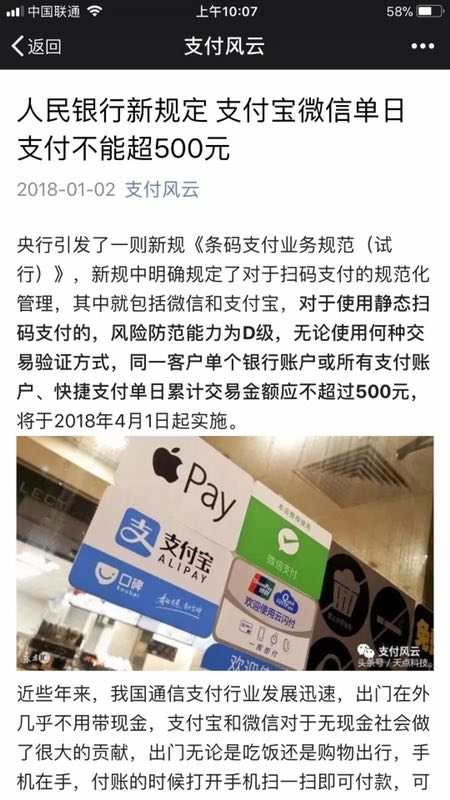 中国联通
上午10:07
58%
返回
支付风云
人民银行新规定 支付宝微信单日
支付不能超500元
2018-01-02 支付风云
央行引发了一则新规《条码支付业务规范（试
行）》，新规中明确规定了对于扫码支付的规范化
管理，其中就包括微信和支付宝，对于使用静态扫
码支付的，风险防范能力为D级，无论使用何种交
易验证方式，同一客户单个银行账户或所有支付账
户、快捷支付单日累计交易金额应不超过500元，
将于2018年4月1日起实施。
Pay
支付宝
ALIPAY
口碑
Koubei
微信支付
欢迎使用云闪付
欢迎
支付风云
头条号／天点科技
近些年来，我国通信支付行业发展迅速，出门在外
几乎不用带现金，支付宝和微信对于无现金社会做
了很大的贡献，出门无论是吃饭还是购物出行，手
机在手，付账的时候打开手机扫一扫即可付款，可